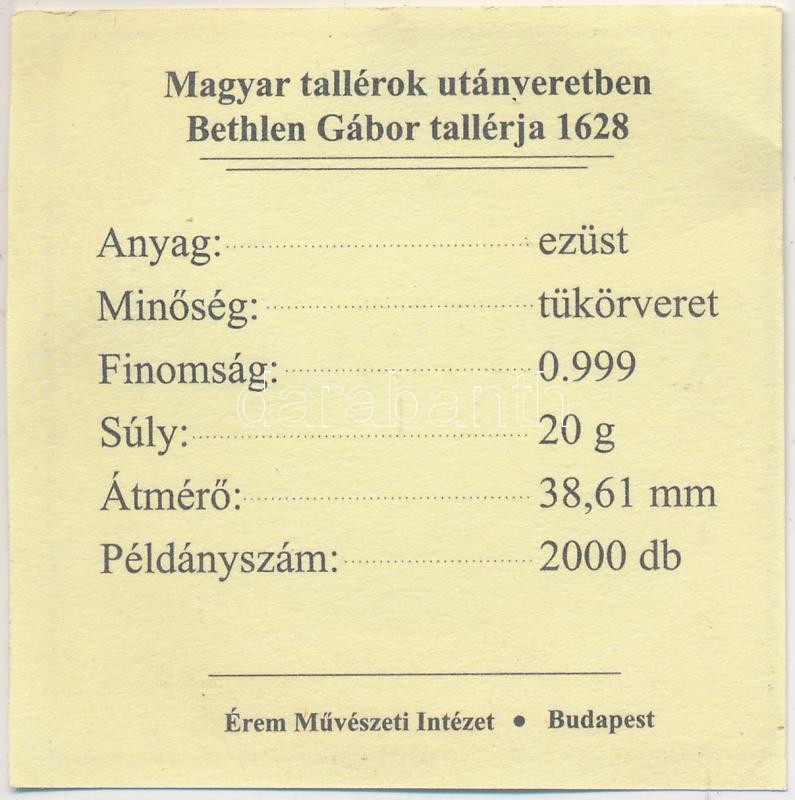 Magyar tallérok utánveretben
Bethlen Gábor tallérja 1628
Anyag: ezüst
Minőség: tükörveret
Finomság: 0.999
darabanth
Súly: 20 g
Átmérő: 38,61 mm
Példányszám: 2000 db
Érem Művészeti Intézet • Budapest